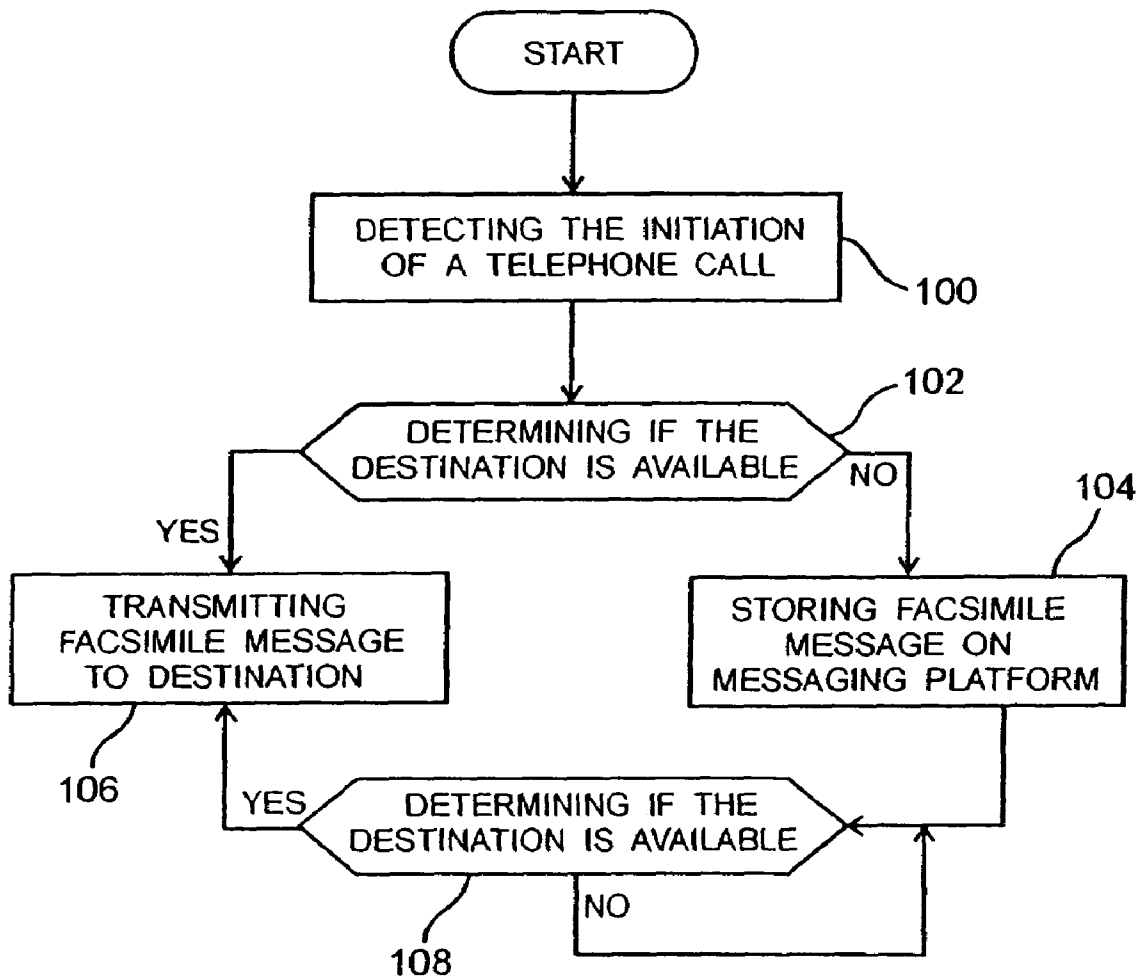 START
DETECTING THE INITIATION
OF A TELEPHONE CALL
100
102
DETERMINING IF THE
DESTINATION IS AVAILABLE
NO
YES
104
TRANSMITTING
FACSIMILE MESSAGE
TO DESTINATION
STORING FACSIMILE
MESSAGE ON
MESSAGING PLATFORM
106
YES
DETERMINING IF THE
DESTINATION IS AVAILABLE
NO
108